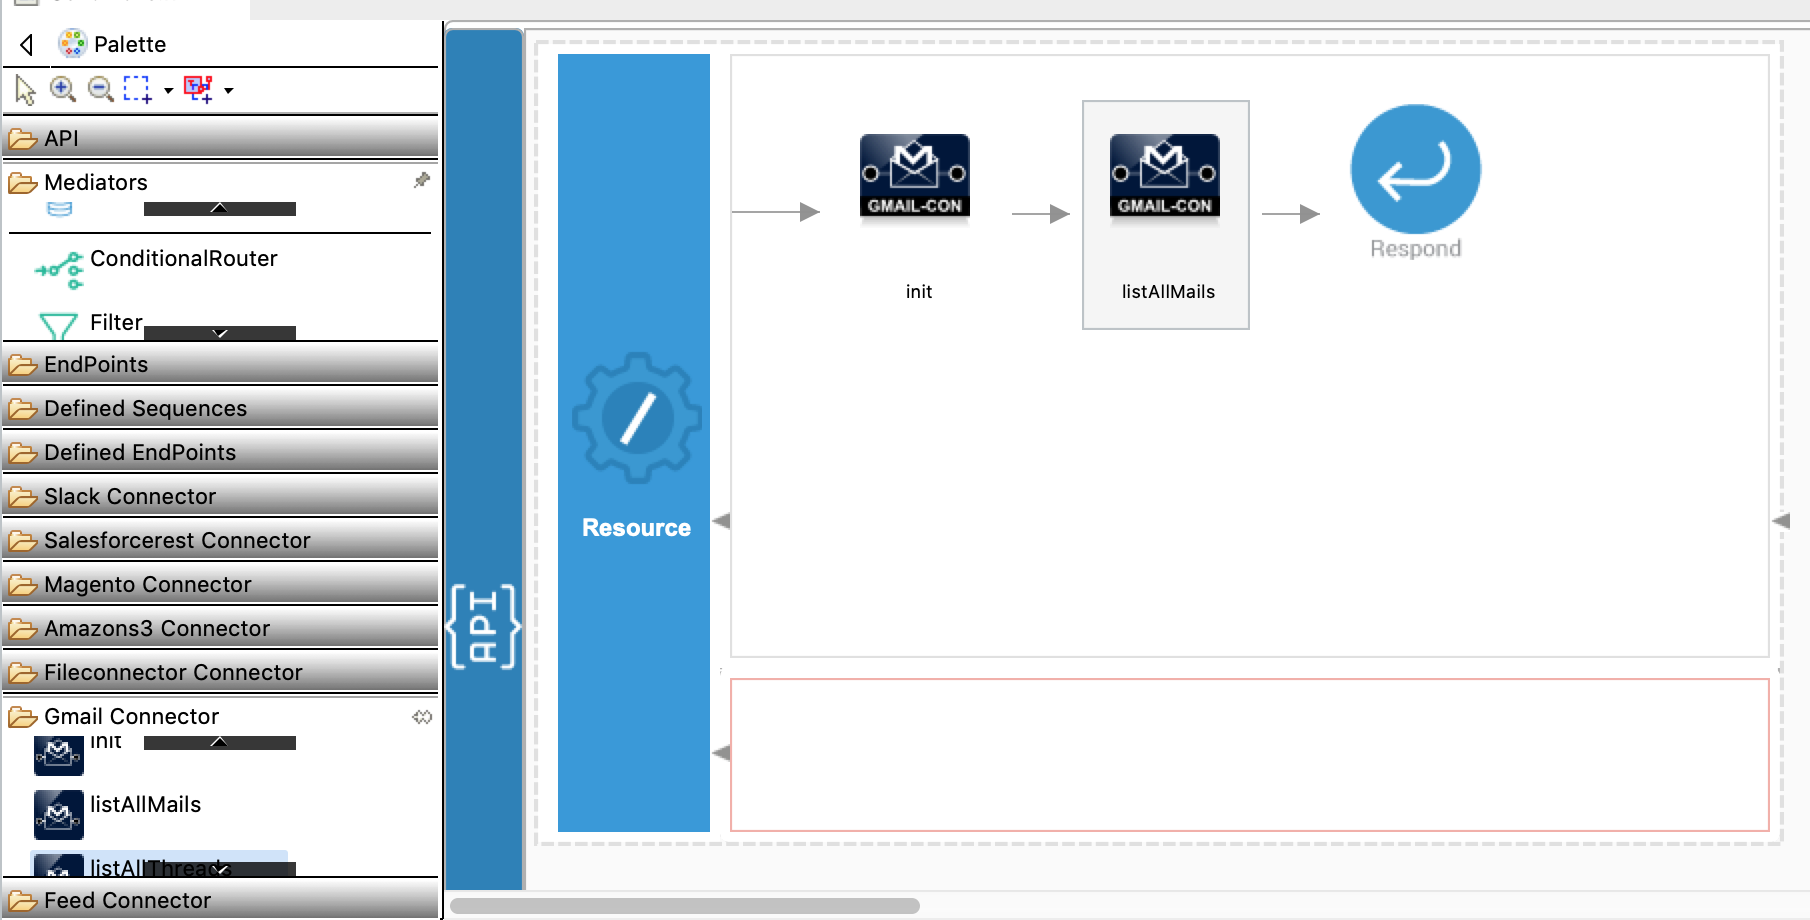 Palette
API
Mediators
ConditionalRouter
Filter
EndPoints
Defined Sequences
Defined EndPoints
Slack Connector
Salesforcerest Connector
Magento Connector
Amazons3 Connector
Fileconnector Connector
Gmail Connector
init
listAllMails
listAllThreads
Feed Connector
{API}
Resource
GMAIL-CON
init
GMAIL-CON
listAllMails
Respond